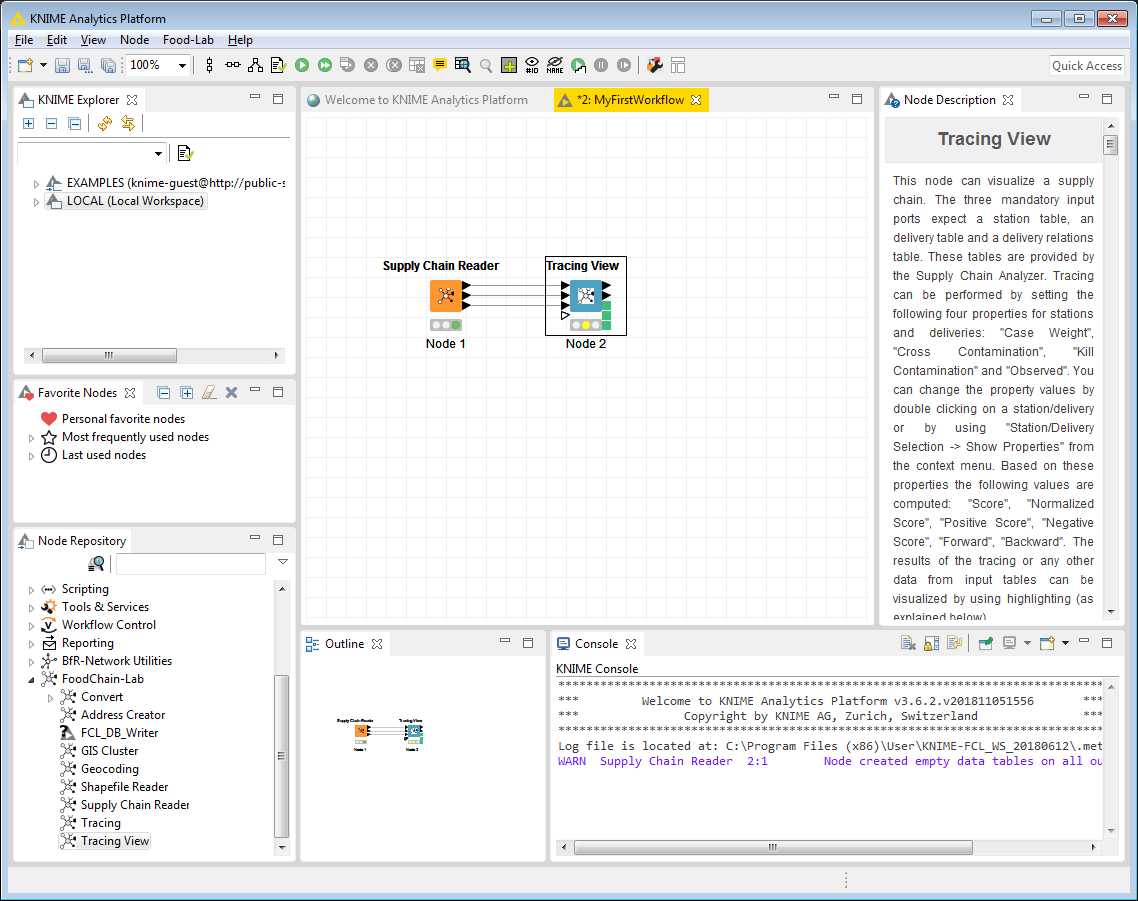 KNIME Analytics Platform
File Edit View Node Food-Lab Help
100%
#ID
NAME
Quick Access
KNIME Explorer
EXAMPLES (knime-guest@http://public-s
LOCAL (Local Workspace)
Favorite Nodes
Personal favorite nodes
Most frequently used nodes
Last used nodes
Node Repository
Scripting
Tools & Services
Workflow Control
Reporting
BfR-Network Utilities
FoodChain-Lab
Convert
Address Creator
FCL_DB_Writer
GIS Cluster
Geocoding
Shapefile Reader
Supply Chain Reader
Tracing
Tracing View
Welcome to KNIME Analytics Platform
*2: MyFirstWorkflow
Supply Chain Reader
Node 1
Tracing View
Node 2
Outline
Supply Chain Reader
Tracing View
Node 1
Node 2
Node Description
Tracing View
This node can visualize a supply
chain. The three mandatory input
ports expect a station table, an
delivery table and a delivery relations
table. These tables are provided by
the Supply Chain Analyzer. Tracing
can be performed by setting the
following four properties for stations
and deliveries: "Case Weight",
"Cross Contamination", "Kill
Contamination" and "Observed". You
can change the property values by
double clicking on a station/delivery
or by using "Station/Delivery
Selection -> Show Properties" from
the context menu. Based on these
properties the following values are
computed: "Score", "Normalized
Score", "Positive Score", "Negative
Score", "Forward", "Backward". The
results of the tracing or any other
data from input tables can be
visualized by using highlighting (as
explained below)
Console
KNIME Console
******************************************************************************
*** Welcome to KNIME Analytics Platform v3.6.2.v201811051556 ***
*** Copyright by KNIME AG, Zurich, Switzerland ***
******************************************************************************
Log file is located at: C:\Program Files (x86)\User\KNIME-FCL_WS_20180612\.met
WARN Supply Chain Reader 2:1 Node created empty data tables on all ou